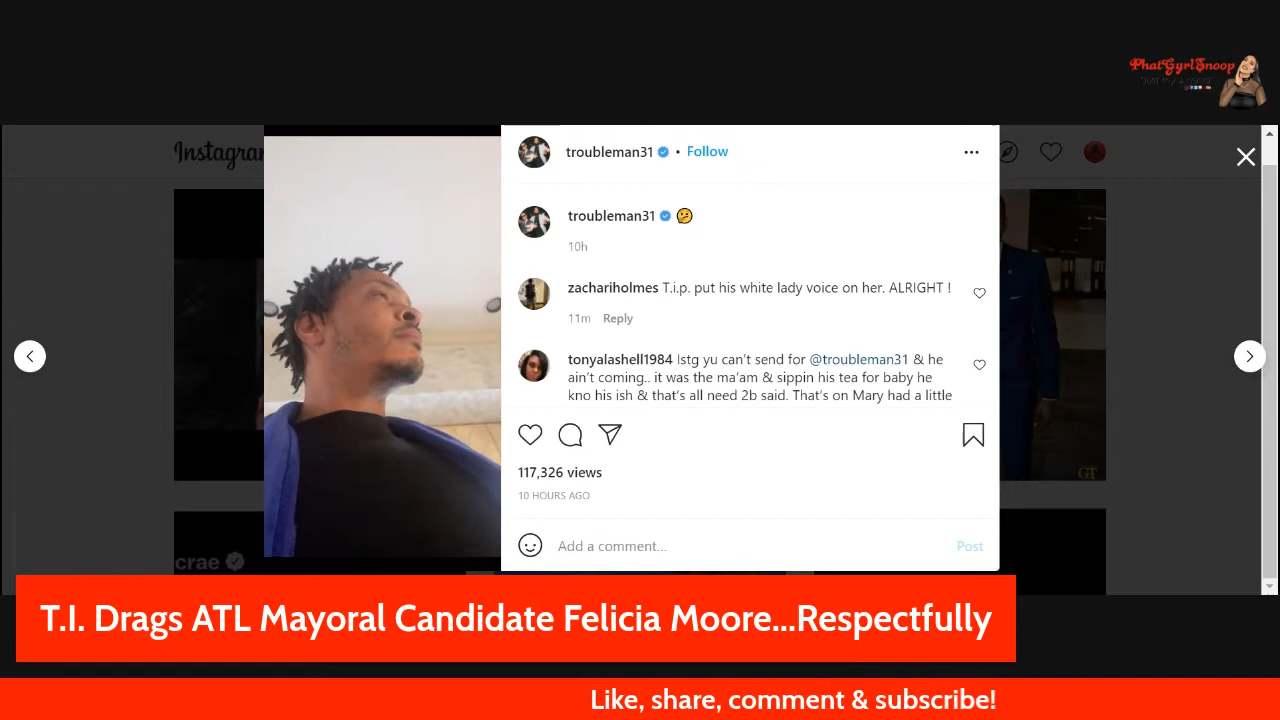 PhatGyrlSnoop
Instagram
troubleman31 • Follow
troubleman31
10h
zachariholmes T.i.p. put his white lady voice on her. ALRIGHT !
11m Reply
tonyalashell1984 Istg yu can't send for @troubleman31 & he
ain't coming.. it was the ma'am & sippin his tea for baby he
kno his ish & that's all need 2b said. That's on Mary had a little
117,326 views
10 HOURS AGO
Add a comment... Post
GT
crae
T.I. Drags ATL Mayoral Candidate Felicia Moore...Respectfully
Like, share, comment & subscribe!